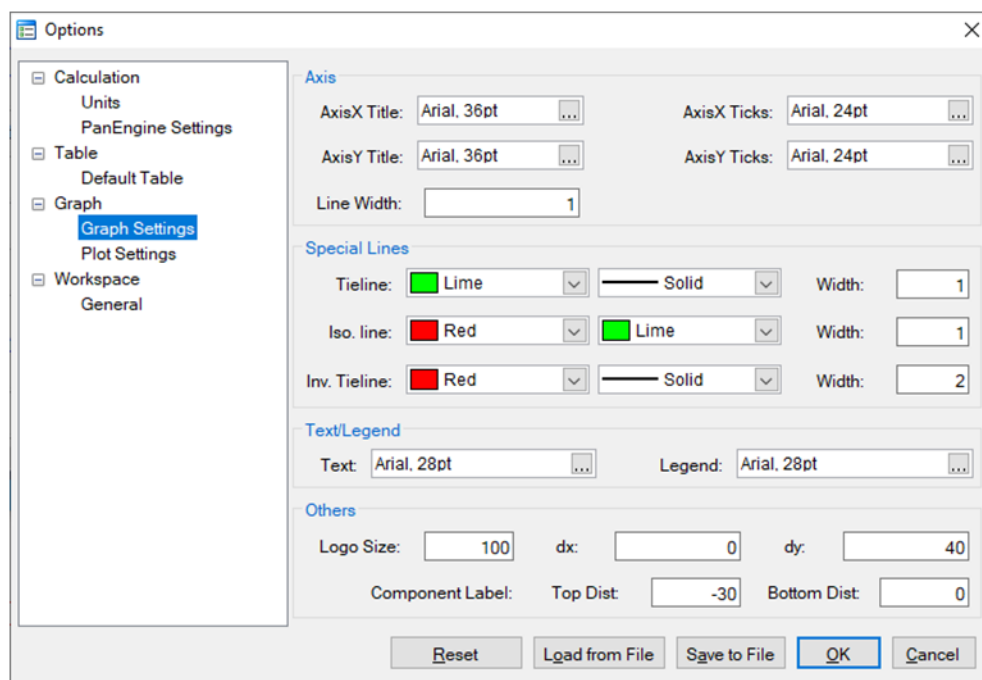 Options
Calculation
Units
PanEngine Settings
Table
Default Table
Graph
Graph Settings
Plot Settings
Workspace
General
Axis
AxisX Title: Arial, 36pt ... AxisX Ticks: Arial, 24pt ...
AxisY Title: Arial, 36pt ... AxisY Ticks: Arial, 24pt ...
Line Width: 1
Special Lines
Tieline: Lime Solid Width: 1
Iso. line: Red Lime Width: 1
Inv. Tieline: Red Solid Width: 2
Text/Legend
Text: Arial, 28pt ... Legend: Arial, 28pt ...
Others
Logo Size: 100 dx: 0 dy: 40
Component Label: Top Dist: -30 Bottom Dist: 0
Reset Load from File Save to File OK Cancel